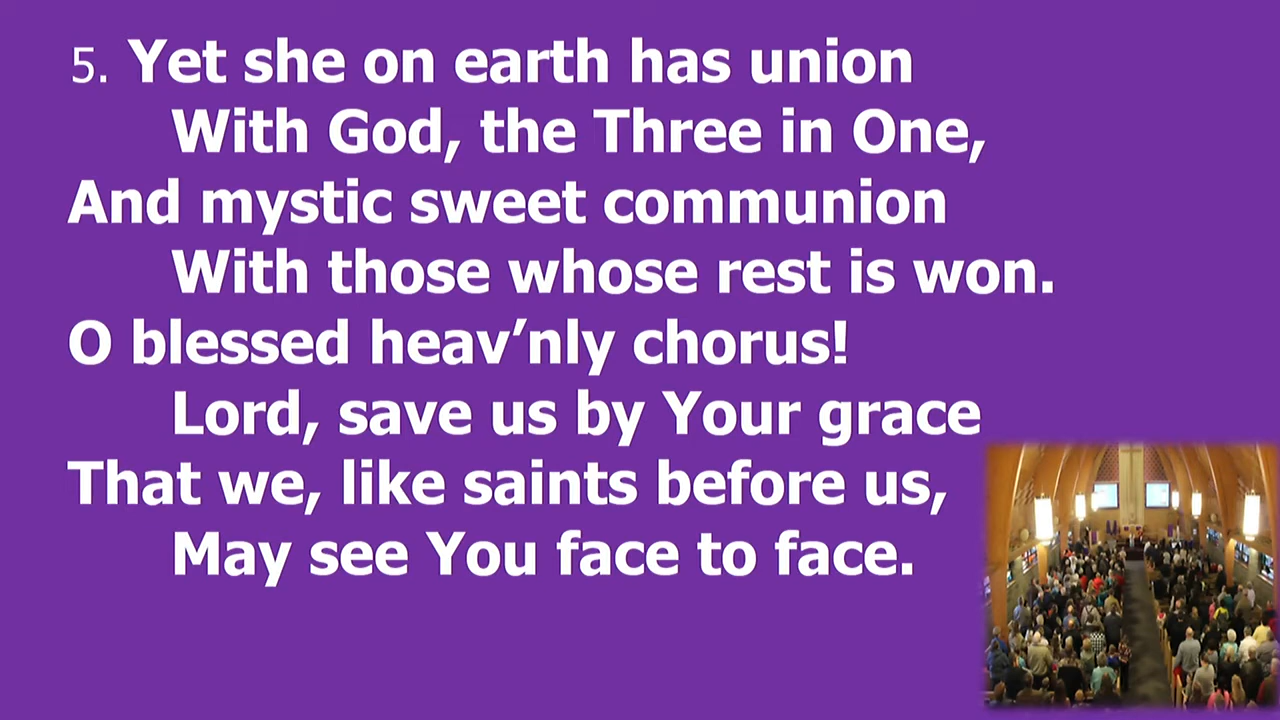 5. Yet she on earth has union
With God, the Three in One,
And mystic sweet communion
With those whose rest is won.
O blessed heav’nly chorus!
Lord, save us by Your grace
That we, like saints before us,
May see You face to face.